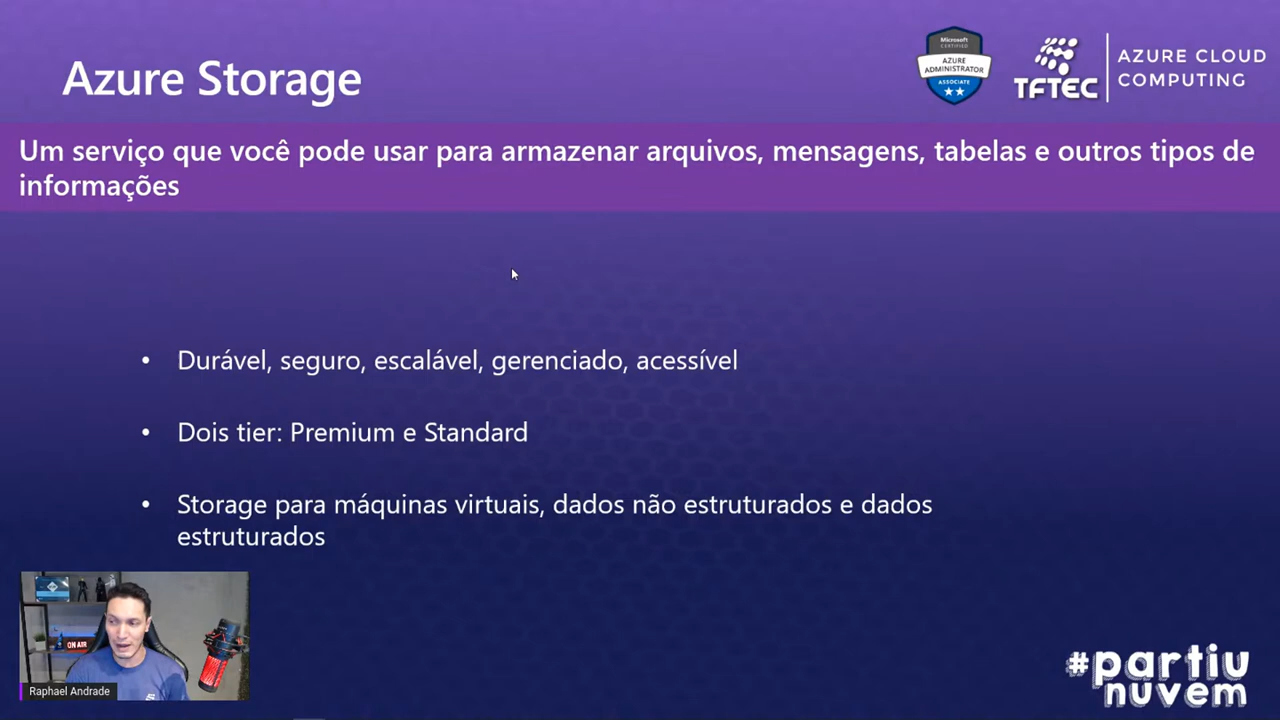 Azure Storage
Microsoft
CERTIFIED
AZURE
ADMINISTRATOR
ASSOCIATE
TFTEC
AZURE CLOUD
COMPUTING
Um serviço que você pode usar para armazenar arquivos, mensagens, tabelas e outros tipos de
informações
• Durável, seguro, escalável, gerenciado, acessível
• Dois tier: Premium e Standard
• Storage para máquinas virtuais, dados não estruturados e dados
estruturados
ON AIR
Raphael Andrade
#partiu
nuvem